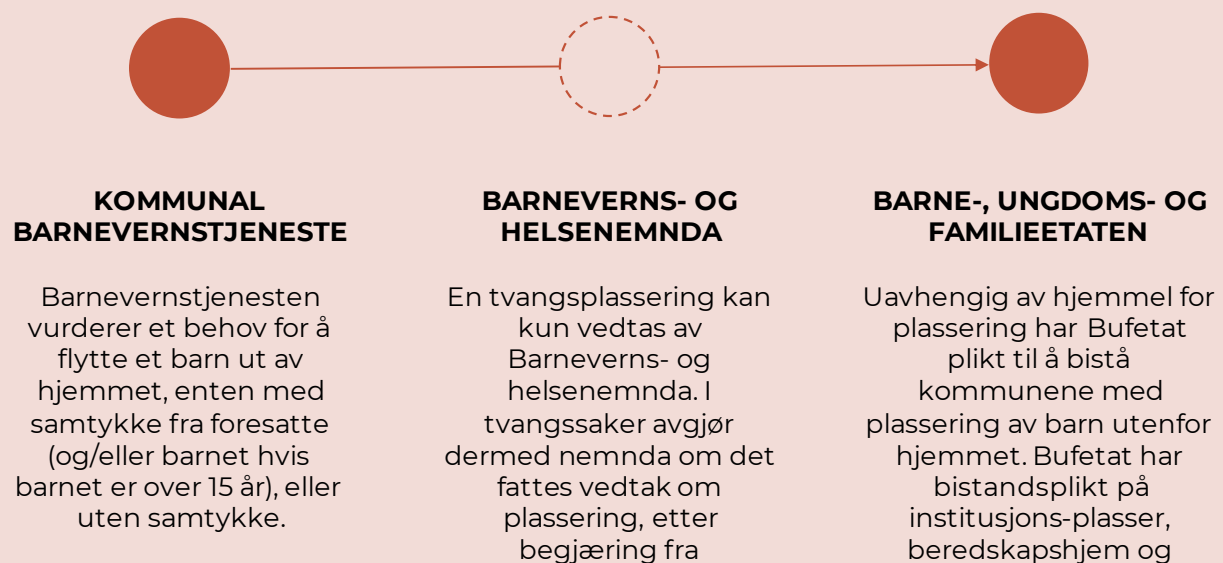 KOMMUNAL
BARNEVERNSTJENESTE
Barnevernstjenesten
vurderer et behov for å
flytte et barn ut av
hjemmet, enten med
samtykke fra foresatte
(og/eller barnet hvis
barnet er over 15 år), eller
uten samtykke.
BARNEVERNS- OG
HELSENEMNDA
En tvangsplassering kan
kun vedtas av
Barneverns- og
helsenemnda. I
tvangssaker avgjør
dermed nemnda om det
fattes vedtak om
plassering, etter
begjæring fra
BARNE-, UNGDOMS- OG
FAMILIEETATEN
Uavhengig av hjemmel for
plassering har Bufetat
plikt til å bistå
kommunene med
plassering av barn utenfor
hjemmet. Bufetat har
bistandsplikt på
institusjons-plasser,
beredskapshjem og